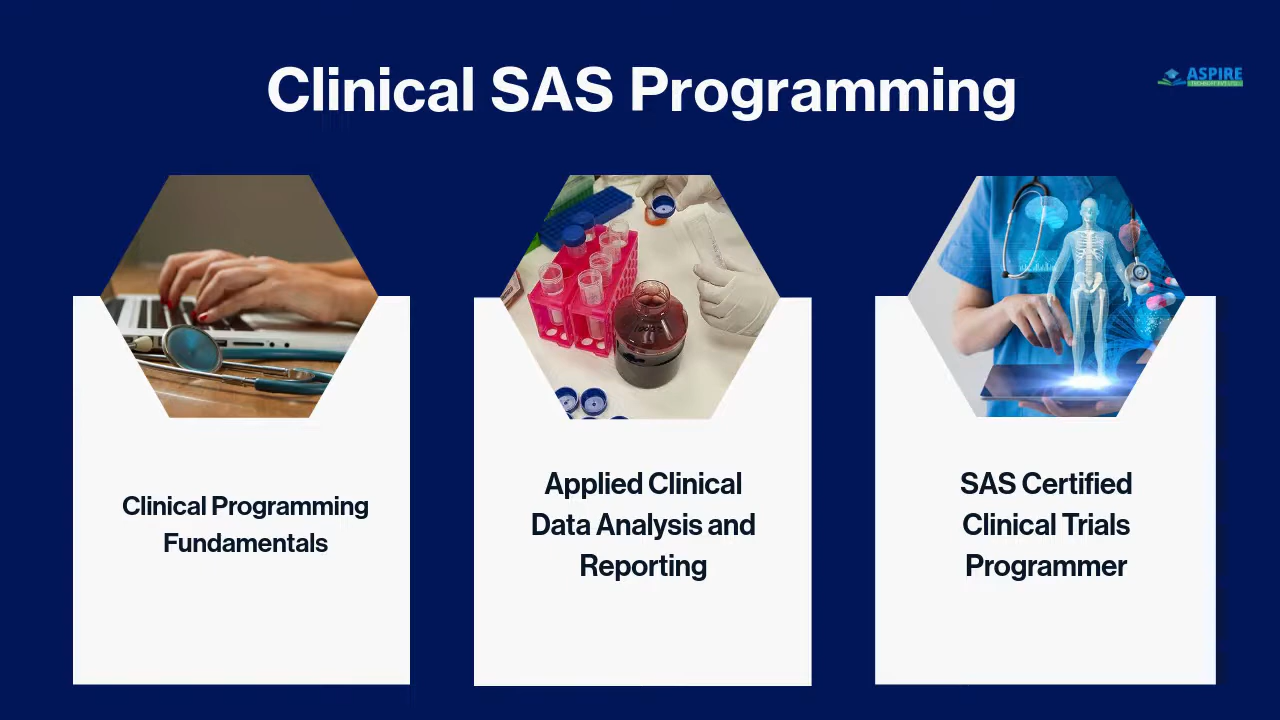 Clinical SAS Programming
ASPIRE
Clinical Programming
Fundamentals
Applied Clinical
Data Analysis and
Reporting
SAS Certified
Clinical Trials
Programmer